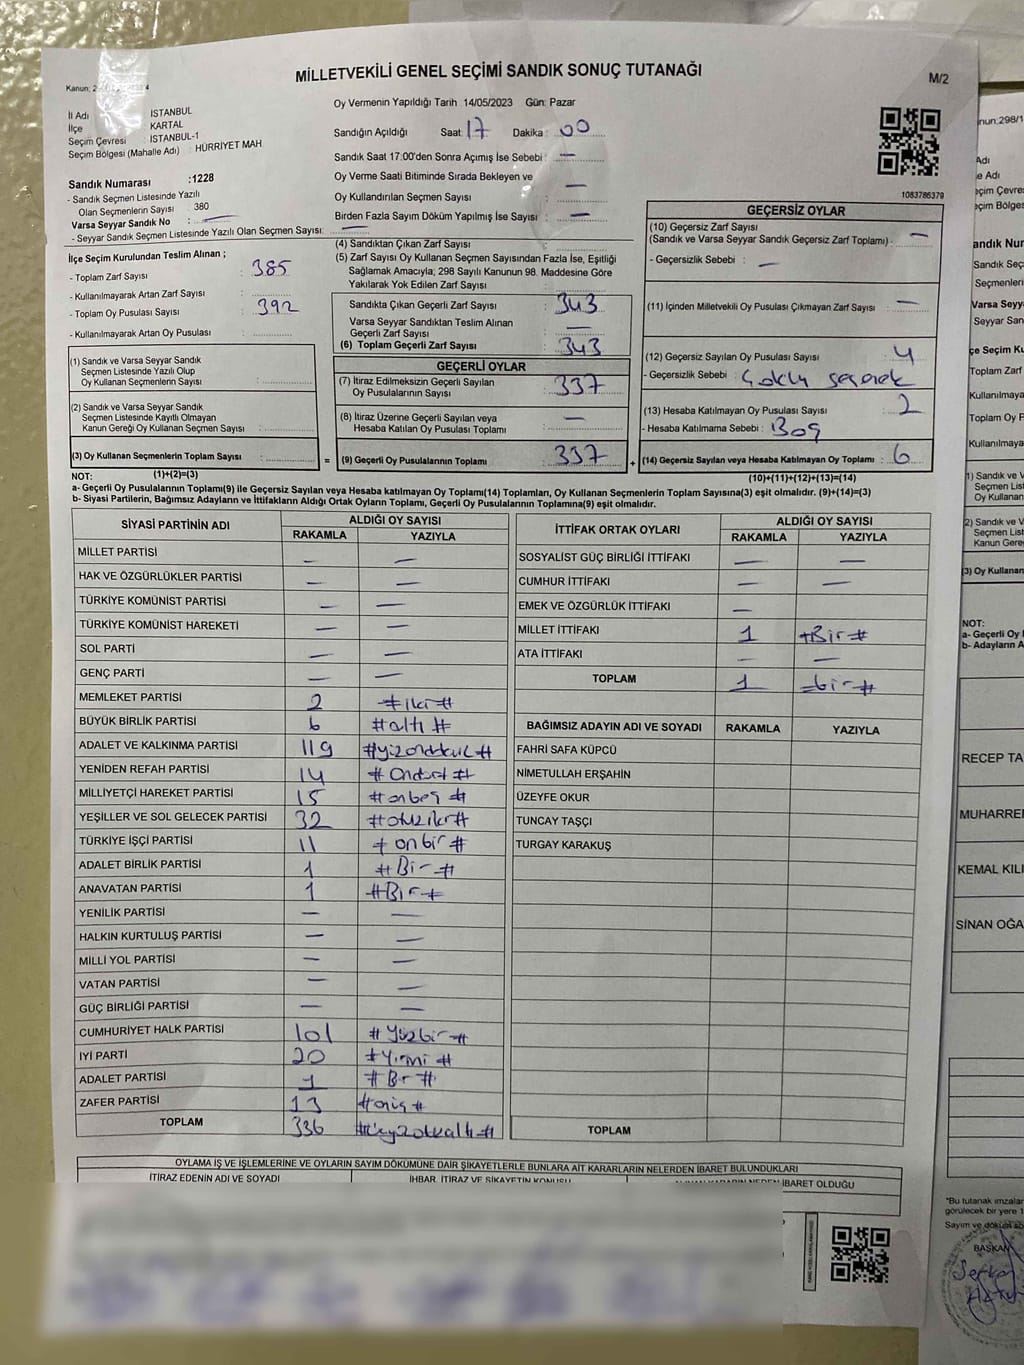 MİLLETVEKİLİ GENEL SEÇİMİ SANDIK SONUÇ TUTANAĞI
M/2
Kanun: 2
İl Adı İSTANBUL
İlçe KARTAL
Seçim Çevresi : İSTANBUL-1
Seçim Bölgesi (Mahalle Adı) : HÜRRİYET MAH
Oy Vermenin Yapıldığı Tarih 14/05/2023 Gün: Pazar
Sandığın Açıldığı Saat: 17 Dakika : 00
Sandık Saat 17:00'den Sonra Açımış İse Sebebi : —
Oy Verme Saati Bitiminde Sırada Bekleyen ve
Oy Kullandırılan Seçmen Sayısı —
Birden Fazla Sayım Döküm Yapılmış İse Sayısı : —
Sandık Numarası :1228
- Sandık Seçmen Listesinde Yazılı
Olan Seçmenlerin Sayısı : 380
Varsa Seyyar Sandık No : —
- Seyyar Sandık Seçmen Listesinde Yazılı Olan Seçmen Sayısı: —
İlçe Seçim Kurulundan Teslim Alınan ;
- Toplam Zarf Sayısı : 385
- Kullanılmayarak Artan Zarf Sayısı :
- Toplam Oy Pusulası Sayısı : 392
- Kullanılmayarak Artan Oy Pusulası :
(1) Sandık ve Varsa Seyyar Sandık
Seçmen Listesinde Yazılı Olup
Oy Kullanan Seçmenlerin Sayısı :
(2) Sandık ve Varsa Seyyar Sandık
Seçmen Listesinde Kayıtlı Olmayan
Kanun Gereği Oy Kullanan Seçmen Sayısı :
(3) Oy Kullanan Seçmenlerin Toplam Sayısı :
(4) Sandıktan Çıkan Zarf Sayısı :
(5) Zarf Sayısı Oy Kullanan Seçmen Sayısından Fazla İse, Eşitliği
Sağlamak Amacıyla; 298 Sayılı Kanunun 98. Maddesine Göre
Yakılarak Yok Edilen Zarf Sayısı :
Sandıkta Çıkan Geçerli Zarf Sayısı : 343
Varsa Seyyar Sandıktan Teslim Alınan
Geçerli Zarf Sayısı : —
(6) Toplam Geçerli Zarf Sayısı : 343
GEÇERLİ OYLAR
(7) İtiraz Edilmeksizin Geçerli Sayılan
Oy Pusulalarının Sayısı : 337
(8) İtiraz Üzerine Geçerli Sayılan veya
Hesaba Katılan Oy Pusulası Toplamı : —
= (9) Geçerli Oy Pusulalarının Toplamı : 337 +
1083786379
GEÇERSİZ OYLAR
(10) Geçersiz Zarf Sayısı
(Sandık ve Varsa Seyyar Sandık Geçersiz Zarf Toplamı) : —
- Geçersizlik Sebebi : —
(11) İçinden Milletvekili Oy Pusulası Çıkmayan Zarf Sayısı : —
(12) Geçersiz Sayılan Oy Pusulası Sayısı : 4
- Geçersizlik Sebebi : Çoklu seçenek
(13) Hesaba Katılmayan Oy Pusulası Sayısı : 2
- Hesaba Katılmama Sebebi : Boş
(14) Geçersiz Sayılan veya Hesabe Katılmayan Oy Toplamı : 6
NOT: (1)+(2)=(3) (10)+(11)+(12)+(13)=(14)
a- Geçerli Oy Pusulalarının Toplamı(9) ile Geçersiz Sayılan veya Hesaba katılmayan Oy Toplamı(14) Toplamları, Oy Kullanan Seçmenlerin Toplam Sayısına(3) eşit olmalıdır. (9)+(14)=(3)
b- Siyasi Partilerin, Bağımsız Adayların ve İttifakların Aldığı Ortak Oyların Toplamı, Geçerli Oy Pusulalarının Toplamına(9) eşit olmalıdır.
SİYASİ PARTİNİN ADI ALDIĞI OY SAYISI
RAKAMLA YAZIYLA
MİLLET PARTİSİ — —
HAK VE ÖZGÜRLÜKLER PARTİSİ — —
TÜRKİYE KOMÜNİST PARTİSİ — —
TÜRKİYE KOMÜNİST HAREKETİ — —
SOL PARTİ — —
GENÇ PARTİ — —
MEMLEKET PARTİSİ 2 #iki#
BÜYÜK BİRLİK PARTİSİ 6 #altı#
ADALET VE KALKINMA PARTİSİ 119
YENİDEN REFAH PARTİSİ 14 #Ondört#
MİLLİYETÇİ HAREKET PARTİSİ 15 #onbeş#
YEŞİLLER VE SOL GELECEK PARTİSİ 32 #otuziki#
TÜRKİYE İŞÇİ PARTİSİ 11 #onbir#
ADALET BİRLİK PARTİSİ 1 #Bir#
ANAVATAN PARTİSİ 1 #Bir#
YENİLİK PARTİSİ — —
HALKIN KURTULUŞ PARTİSİ — —
MİLLİ YOL PARTİSİ — —
VATAN PARTİSİ — —
GÜÇ BİRLİĞİ PARTİSİ — —
CUMHURİYET HALK PARTİSİ 101 #Yüzbir#
İYİ PARTİ 20 #Yirmi#
ADALET PARTİSİ 1 #Bir#
ZAFER PARTİSİ 13 #onüç#
TOPLAM 336
İTTİFAK ORTAK OYLARI ALDIĞI OY SAYISI
RAKAMLA YAZIYLA
SOSYALİST GÜÇ BİRLİĞİ İTTİFAKI — —
CUMHUR İTTİFAKI — —
EMEK VE ÖZGÜRLÜK İTTİFAKI —
MİLLET İTTİFAKI 1 #Bir#
ATA İTTİFAKI — —
TOPLAM 1 #bir#
BAĞIMSIZ ADAYIN ADI VE SOYADI RAKAMLA YAZIYLA
FAHRİ SAFA KÜPCÜ
NİMETULLAH ERŞAHİN
ÜZEYFE OKUR
TUNCAY TAŞÇI
TURGAY KARAKUŞ
TOPLAM
OYLAMA İŞ VE İŞLEMLERİNE VE OYLARIN SAYIM DÖKÜMÜNE DAİR ŞİKAYETLERLE BUNLARA AİT KARARLARIN NELERDEN İBARET BULUNDUKLARI
İTİRAZ EDENİN ADI VE SOYADI İHBAR, İTİRAZ VE ŞİKAYETİN KONUSU İBARET OLDUĞU
nun:298/1
Adı
e Adı
çim Çevre
çim Bölges
andık Nur
Sandık Seç
Seçmenleri
Varsa Seyy
Seyyar San
çe Seçim Ku
Toplam Zarf
Kullanılmaya
Toplam Oy P
Kullanılmaya
1) Sandık ve V
Seçmen List
Oy Kullanan
2) Sandık ve Var
Seçmen List
Kanun Gere
(3) Oy Kullanan
NOT:
a- Geçerli Oy
b- Adayların A
RECEP TA
MUHARRE
KEMAL KILI
SİNAN OĞA
*Bu tutanak imzalar
görülecek bir yere 1
Sayım ve döküm
BAŞKAN